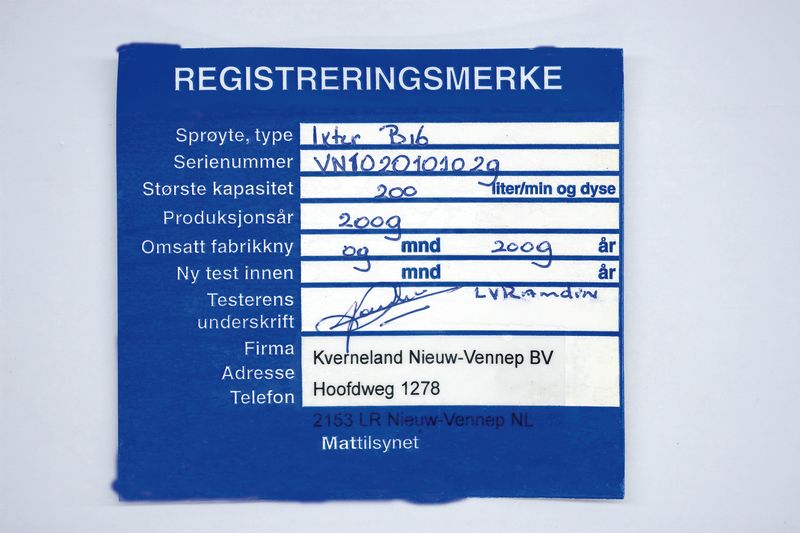 REGISTRERINGSMERKE
Sprøyte, type Ixter B16
Serienummer VN1020101029
Største kapasitet 200 liter/min og dyse
Produksjonsår 2009
Omsatt fabrikkny 09 mnd 2009 år
Ny test innen mnd år
Testerens underskrift
Firma Kverneland Nieuw-Vennep BV
Adresse Hoofdweg 1278
Telefon
2153 LR Nieuw-Vennep NL
Mattilsynet